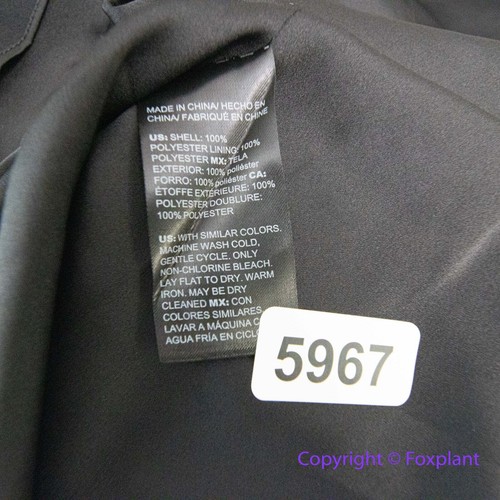 MADE IN CHINA/ HECHO EN
CHINA/ FABRIQUÉ EN CHINE
US: SHELL: 100%
POLYESTER LINING: 100%
POLYESTER MX: TELA
EXTERIOR: 100% poliéster
FORRO: 100% poliéster CA:
ÉTOFFE EXTÉRIEURE: 100%
POLYESTER DOUBLURE:
100% POLYESTER
US: WITH SIMILAR COLORS.
MACHINE WASH COLD,
GENTLE CYCLE. ONLY
NON-CHLORINE BLEACH.
LAY FLAT TO DRY. WARM
IRON. MAY BE DRY
CLEANED MX: CON
COLORES SIMILARES.
LAVAR A MÁQUINA C
AGUA FRÍA EN CICLO
5967
Copyright © Foxplant